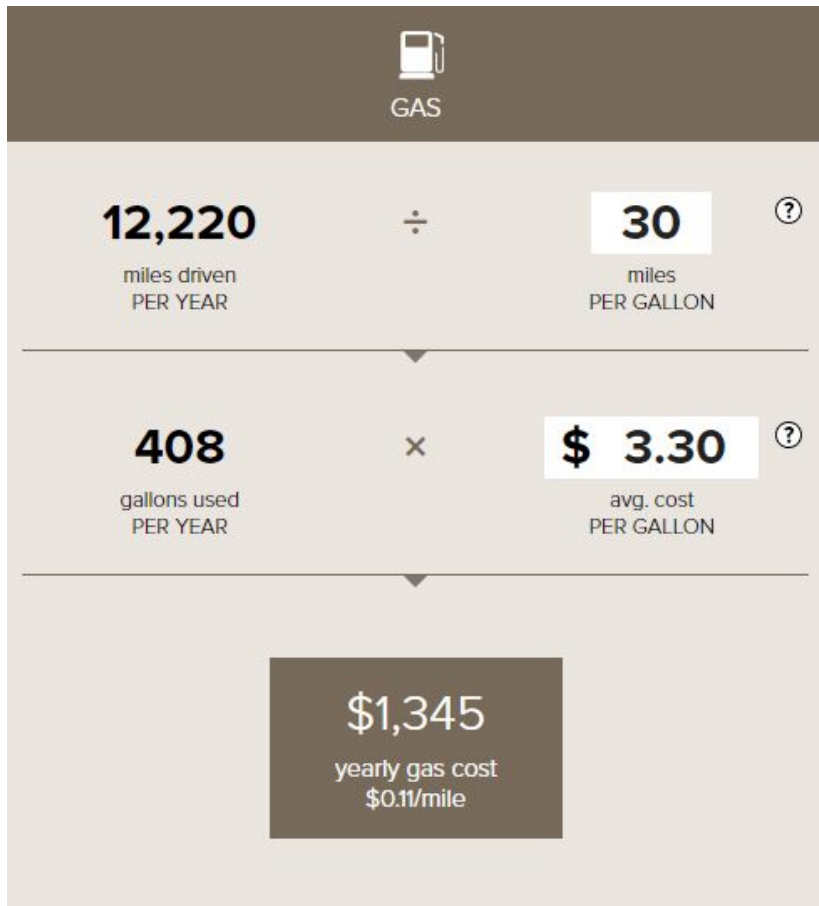 GAS
12,220 ÷ 30 ?
miles driven miles
PER YEAR PER GALLON
408 × $ 3.30 ?
gallons used avg. cost
PER YEAR PER GALLON
$1,345
yearly gas cost
$0.11/mile